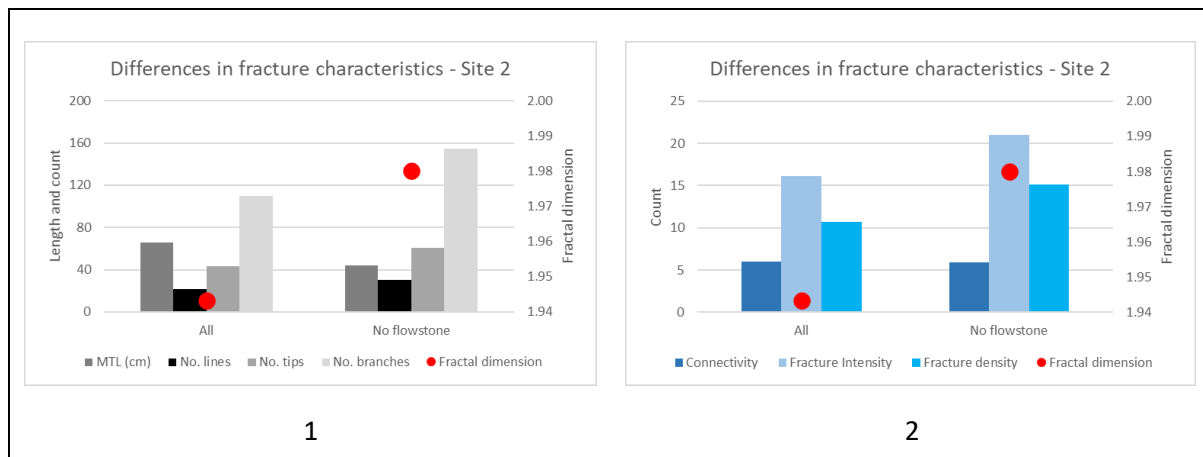 Differences in fracture characteristics - Site 2
200
160
120
80
40
0
Length and count
2.00
1.99
1.98
1.97
1.96
1.95
1.94
Fractal dimension
All
No flowstone
MTL (cm)
No. lines
No. tips
No. branches
Fractal dimension
1
Differences in fracture characteristics - Site 2
25
20
15
10
5
0
Count
2.00
1.99
1.98
1.97
1.96
1.95
1.94
Fractal dimension
All
No flowstone
Connectivity
Fracture Intensity
Fracture density
Fractal dimension
2